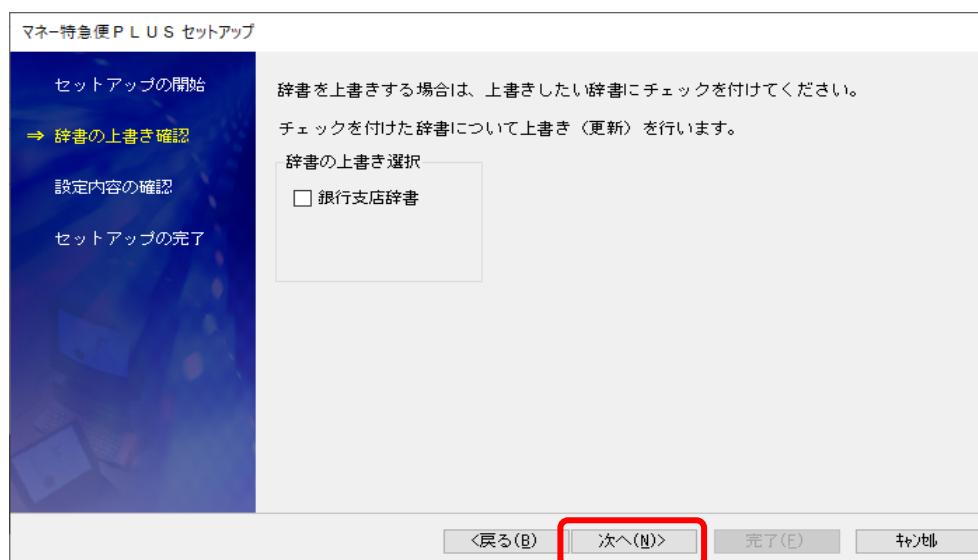 マネー特急便ＰＬＵＳ セットアップ
セットアップの開始
⇒ 辞書の上書き確認
設定内容の確認
セットアップの完了
辞書を上書きする場合は、上書きしたい辞書にチェックを付けてください。
チェックを付けた辞書について上書き（更新）を行います。
辞書の上書き選択
銀行支店辞書
<戻る(B)
次へ(N)>
完了(F)
ｷｬﾝｾﾙ